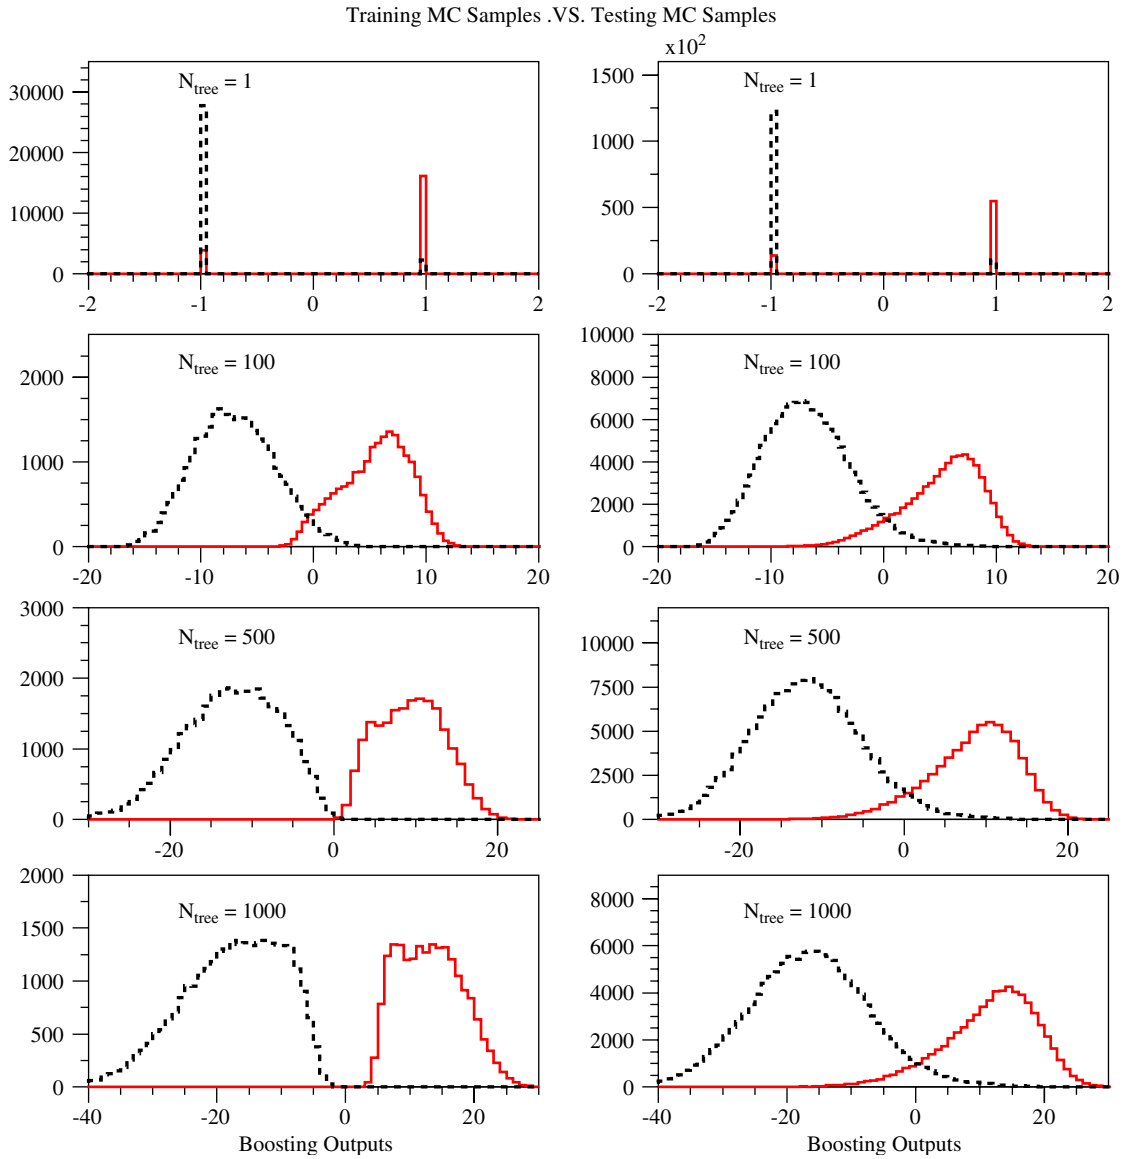 Training MC Samples .VS. Testing MC Samples
x10²
N_tree = 1
30000
20000
10000
0
-2 -1 0 1 2
N_tree = 1
1500
1000
500
0
-2 -1 0 1 2
N_tree = 100
2000
1000
0
-20 -10 0 10 20
N_tree = 100
10000
8000
6000
4000
2000
0
-20 -10 0 10 20
N_tree = 500
3000
2000
1000
0
-20 0 20
N_tree = 500
10000
7500
5000
2500
0
-20 0 20
N_tree = 1000
2000
1500
1000
500
0
-40 -20 0 20
Boosting Outputs
N_tree = 1000
8000
6000
4000
2000
0
-40 -20 0 20
Boosting Outputs